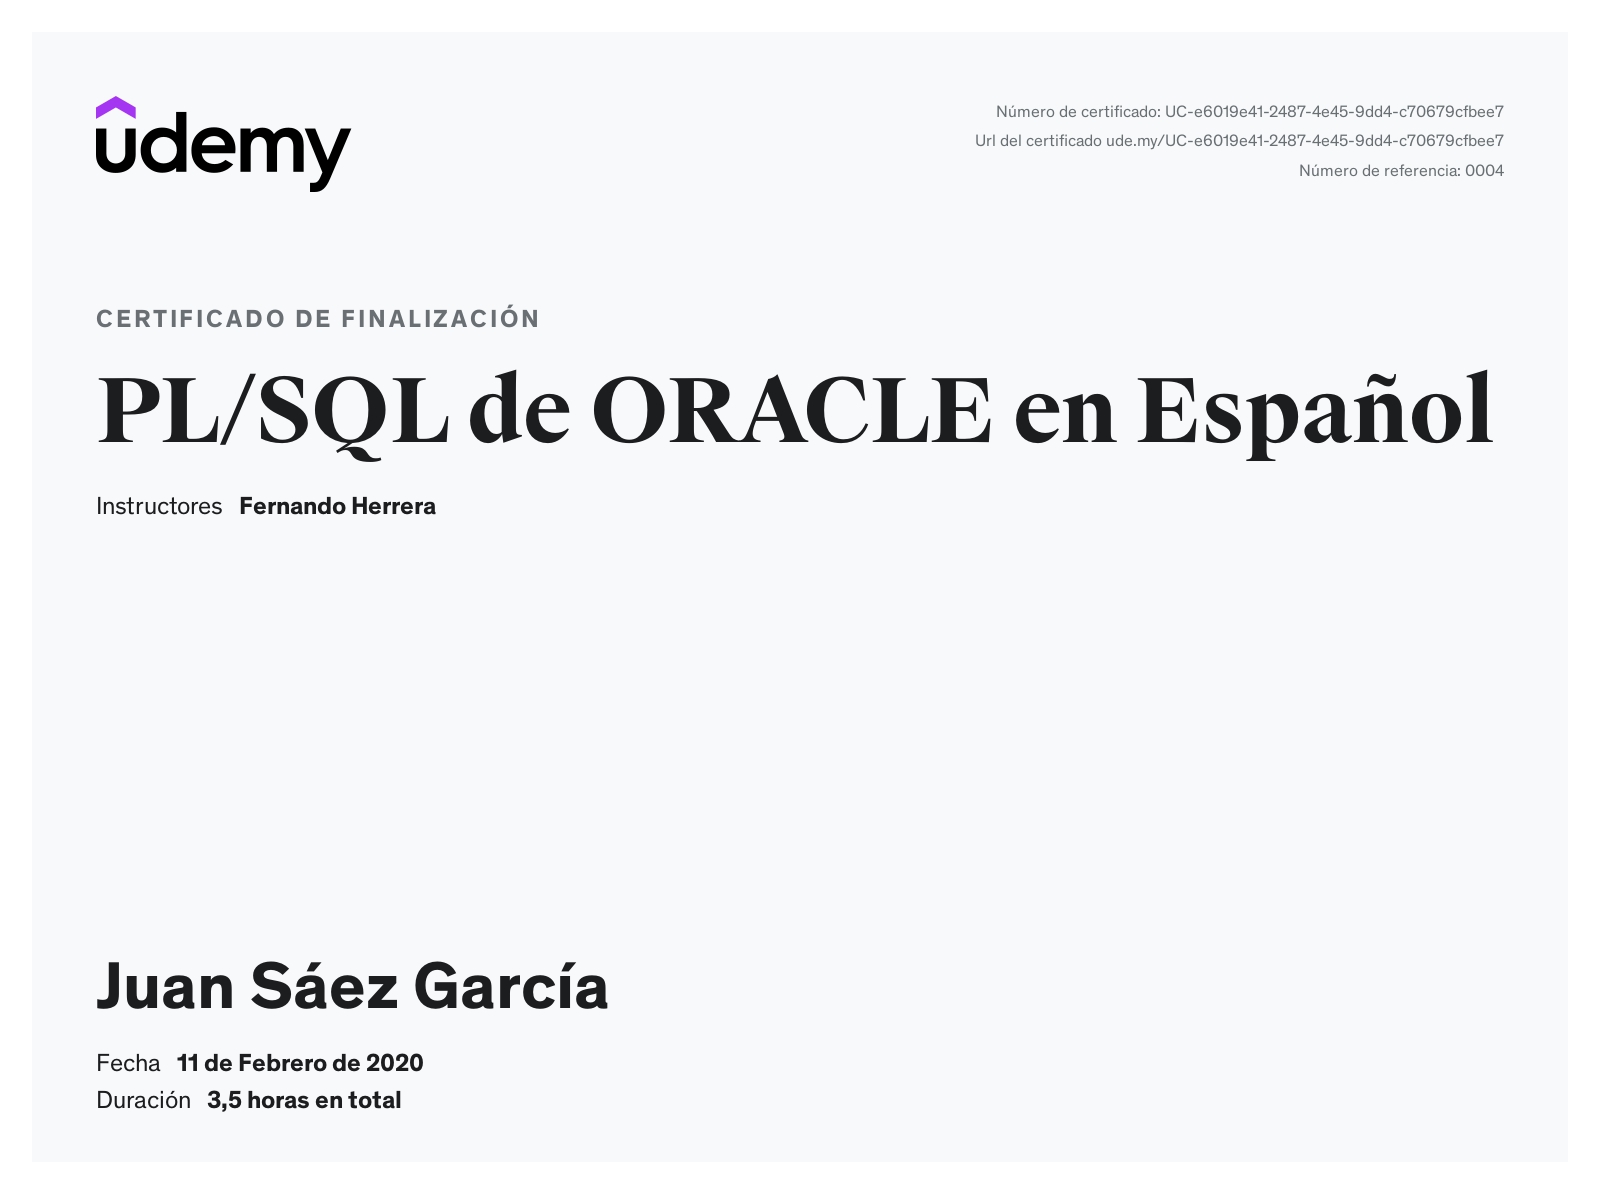 udemy
Número de certificado: UC-e6019e41-2487-4e45-9dd4-c70679cfbee7
Url del certificado ude.my/UC-e6019e41-2487-4e45-9dd4-c70679cfbee7
Número de referencia: 0004
CERTIFICADO DE FINALIZACIÓN
PL/SQL de ORACLE en Español
Instructores Fernando Herrera
Juan Sáez García
Fecha 11 de Febrero de 2020
Duración 3,5 horas en total